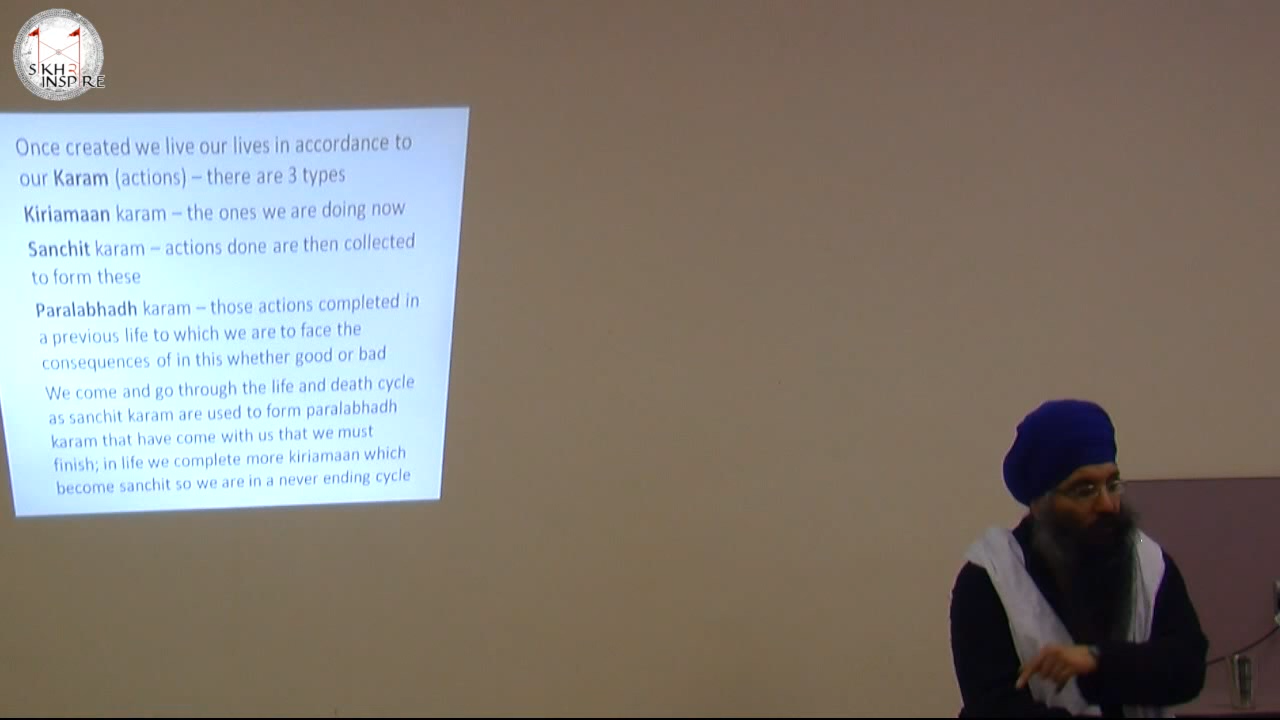 SIKH2
INSPIRE
Once created we live our lives in accordance to
our Karam (actions) – there are 3 types
Kiriamaan karam – the ones we are doing now
Sanchit karam – actions done are then collected
to form these
Paralabhadh karam – those actions completed in
a previous life to which we are to face the
consequences of in this whether good or bad
We come and go through the life and death cycle
as sanchit karam are used to form paralabhadh
karam that have come with us that we must
finish; in life we complete more kiriamaan which
become sanchit so we are in a never ending cycle